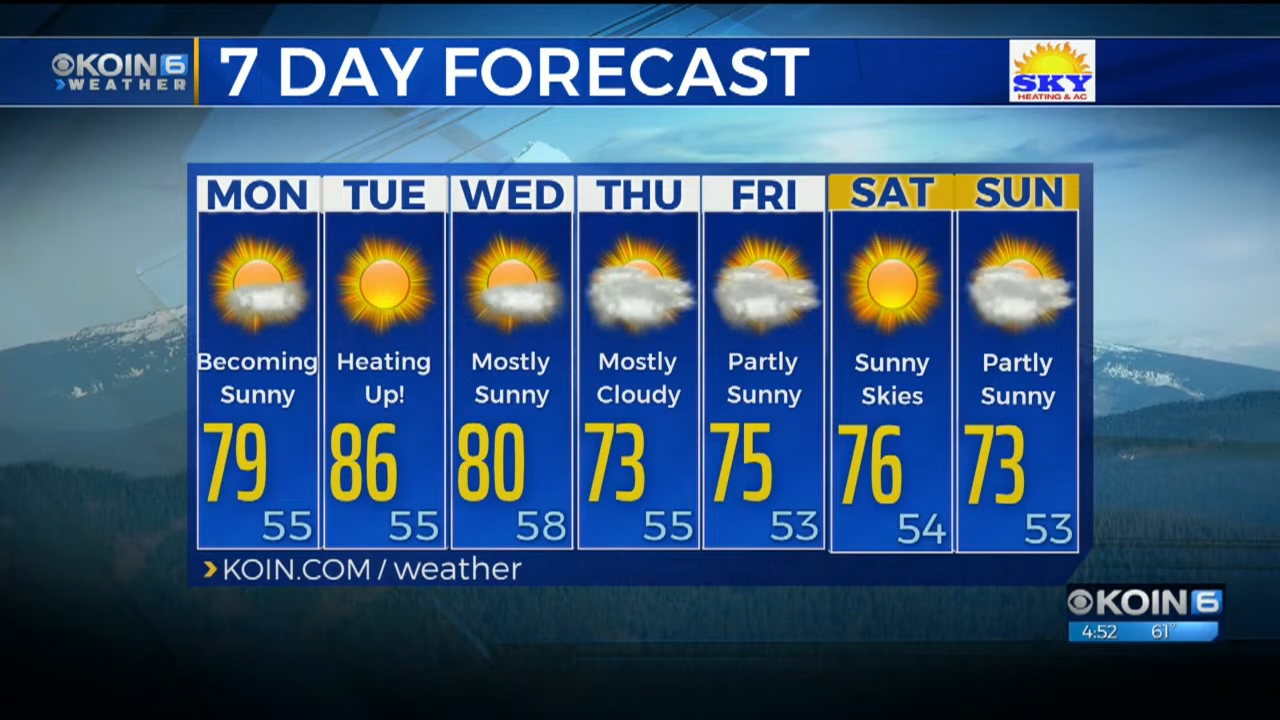 KOIN 6
WEATHER
7 DAY FORECAST
SKY
HEATING & AC
MON TUE WED THU FRI SAT SUN
Becoming Sunny
Heating Up!
Mostly Sunny
Mostly Cloudy
Partly Sunny
Sunny Skies
Partly Sunny
79 86 80 73 75 76 73
55 55 58 55 53 54 53
KOIN.COM / weather
KOIN 6
4:52 61°